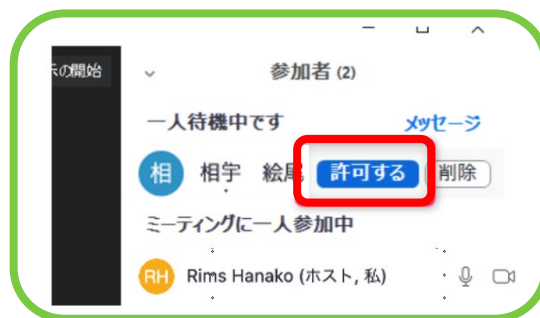 示の開始
参加者 (2)
一人待機中です メッセージ
相 相宇 絵尾 許可する 削除
ミーティングに一人参加中
RH Rims Hanako (ホスト, 私)